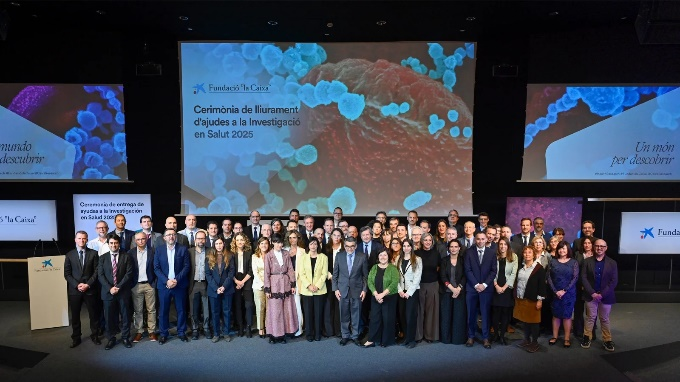 Fundació "la Caixa"
Cerimònia de lliurament
d'ajudes a la Investigació
en Salut 2025
mundo
descubrir
Un món
per descobrir
"la Caixa"
Ceremonia de entrega de
ayudas a la Investigación
en Salud 2025
Fundac